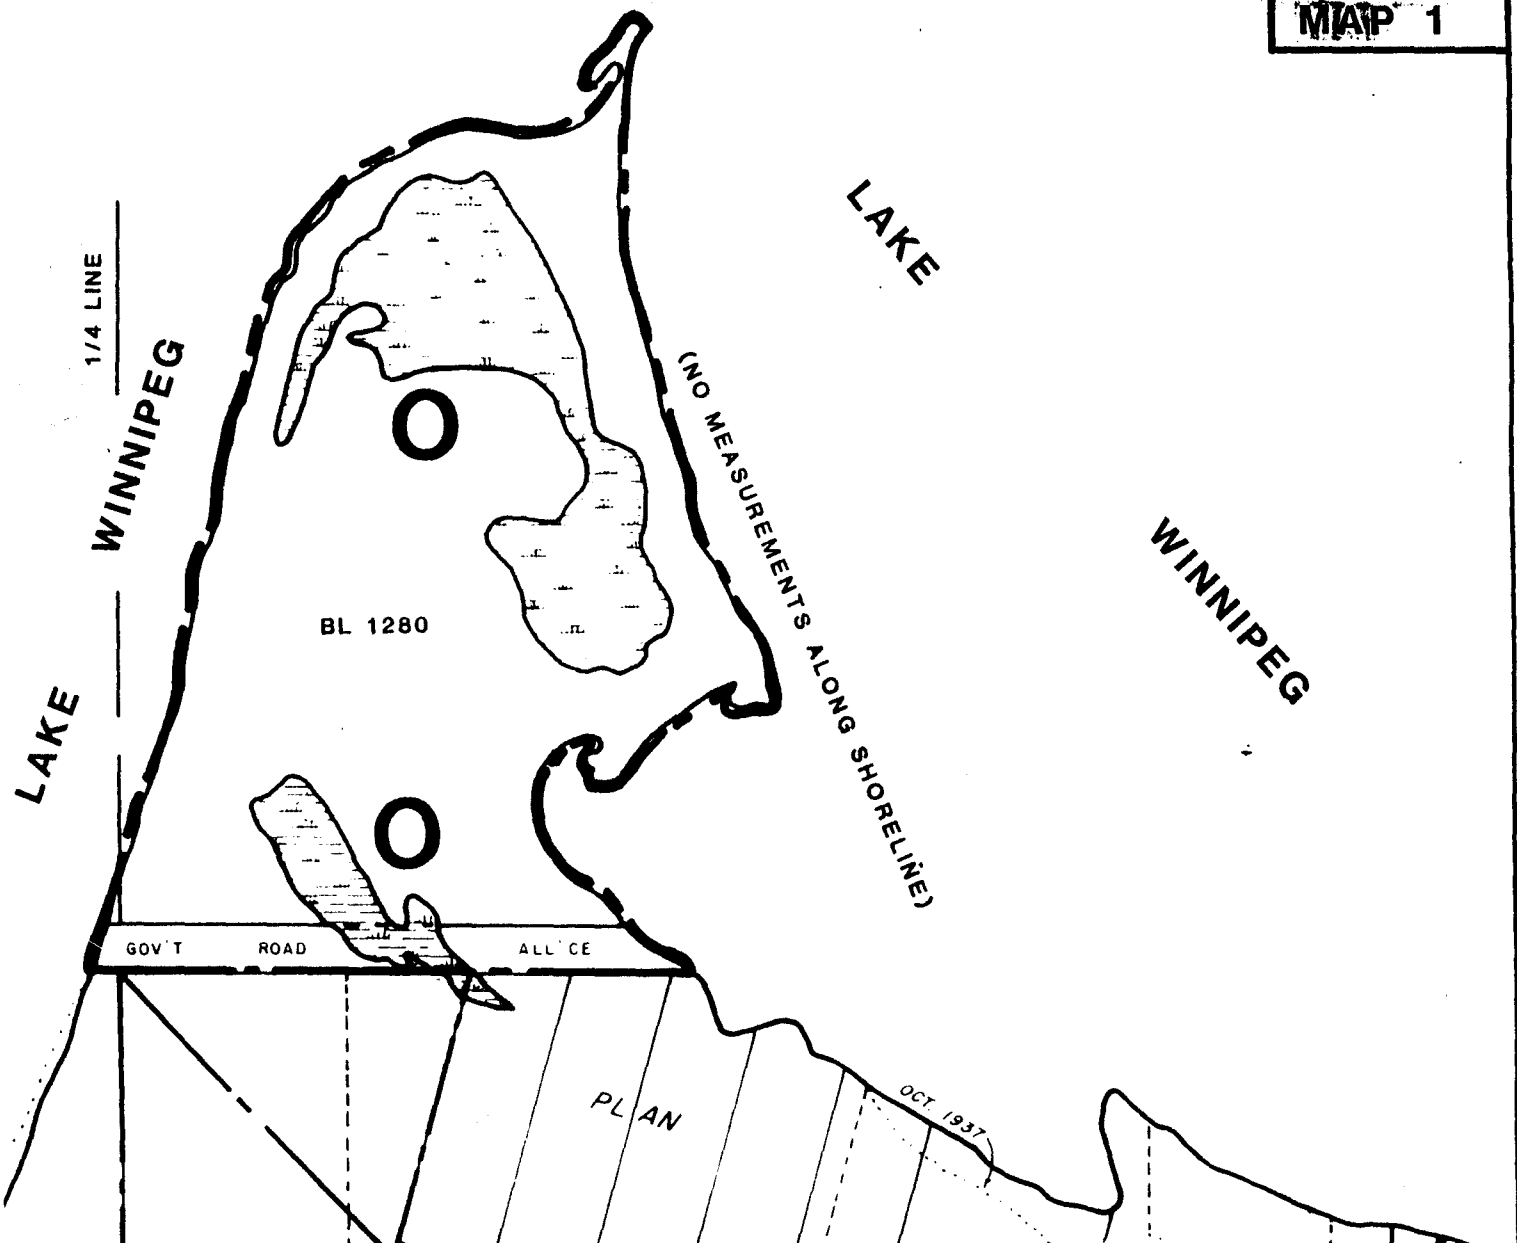 MAP 1
LAKE
WINNIPEG
1/4 LINE
LAKE
WINNIPEG
(NO MEASUREMENTS ALONG SHORELINE)
O
BL 1280
O
GOV'T ROAD ALL'CE
PLAN
OCT. 1937